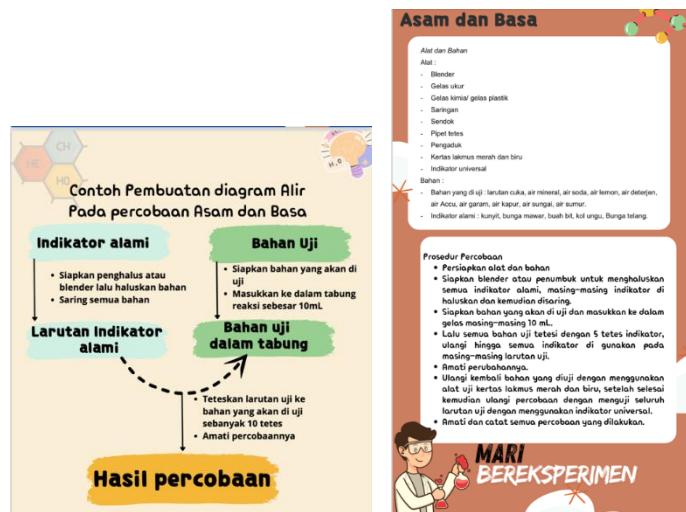 CH
HE
HO
H₂O
Contoh Pembuatan diagram Alir
Pada percobaan Asam dan Basa
Indikator alami
Bahan Uji
• Siapkan penghalus atau
blender lalu haluskan bahan
• Saring semua bahan
• Siapkan bahan yang akan di
uji
• Masukkan ke dalam tabung
reaksi sebesar 10mL
Larutan Indikator
alami
Bahan uji
dalam tabung
• Teteskan larutan uji ke
bahan yang akan di uji
sebanyak 10 tetes
• Amati percobaannya
Hasil percobaan
Asam dan Basa
Alat dan Bahan
Alat :
- Blender
- Gelas ukur
- Gelas kimia/ gelas plastik
- Saringan
- Sendok
- Pipet tetes
- Pengaduk
- Kertas lakmus merah dan biru
- Indikator universal
Bahan :
- Bahan yang di uji : larutan cuka, air mineral, air soda, air lemon, air deterjen,
air Accu, air garam, air kapur, air sungai, air sumur.
- Indikator alami : kunyit, bunga mawar, buah bit, kol ungu, Bunga telang.
Prosedur Percobaan
• Persiapkan alat dan bahan
• Siapkan blender atau penumbuk untuk menghaluskan
semua indikator alami, masing-masing indikator di
haluskan dan kemudian disaring.
• Siapkan bahan yang akan di uji dan masukkan ke dalam
gelas masing-masing 10 mL.
• Lalu semua bahan uji tetesi dengan 5 tetes indikator,
ulangi hingga semua indikator di gunakan pada
masing-masing larutan uji.
• Amati perubahannya.
• Ulangi kembali bahan yang diuji dengan menggunakan
alat uji kertas lakmus merah dan biru, setelah selesai
kemudian ulangi percobaan dengan menguji seluruh
larutan uji dengan menggunakan indikator universal.
• Amati dan catat semua percobaan yang dilakukan.
MARI
BEREKSPERIMEN